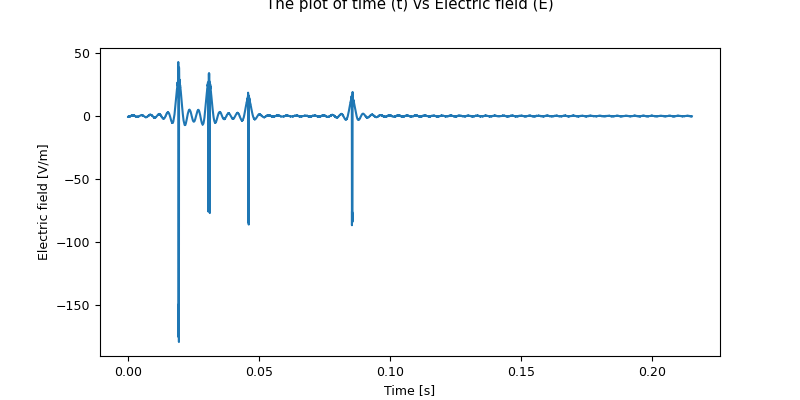 The plot of time (t) vs Electric field (E)
50
0
−50
−100
−150
Electric field [V/m]
0.00 0.05 0.10 0.15 0.20
Time [s]